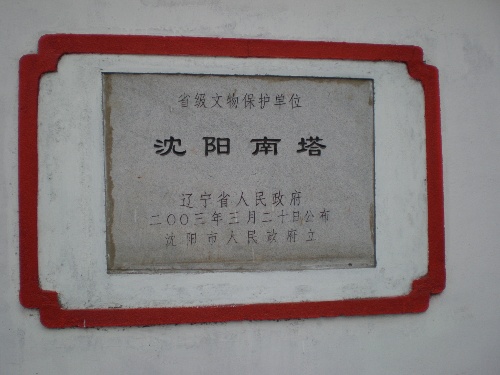 省级文物保护单位
沈阳南塔
辽宁省人民政府
二〇〇三年三月二十日公布
沈阳市人民政府立